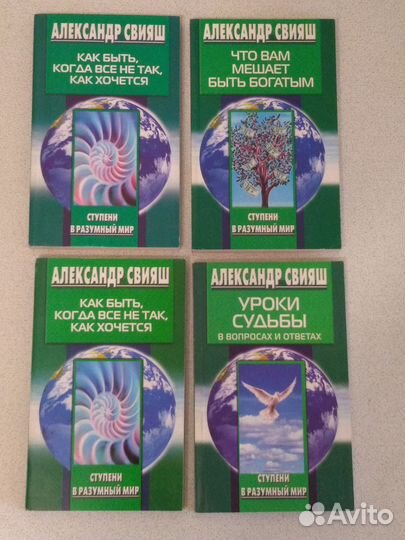 АЛЕКСАНДР СВИЯШ
КАК БЫТЬ,
КОГДА ВСЕ НЕ ТАК,
КАК ХОЧЕТСЯ
СТУПЕНИ
В РАЗУМНЫЙ МИР
АЛЕКСАНДР СВИЯШ
ЧТО ВАМ
МЕШАЕТ
БЫТЬ БОГАТЫМ
СТУПЕНИ
В РАЗУМНЫЙ МИР
АЛЕКСАНДР СВИЯШ
КАК БЫТЬ,
КОГДА ВСЕ НЕ ТАК,
КАК ХОЧЕТСЯ
СТУПЕНИ
В РАЗУМНЫЙ МИР
АЛЕКСАНДР СВИЯШ
УРОКИ
СУДЬБЫ
В ВОПРОСАХ И ОТВЕТАХ
СТУПЕНИ
В РАЗУМНЫЙ МИР
Avito